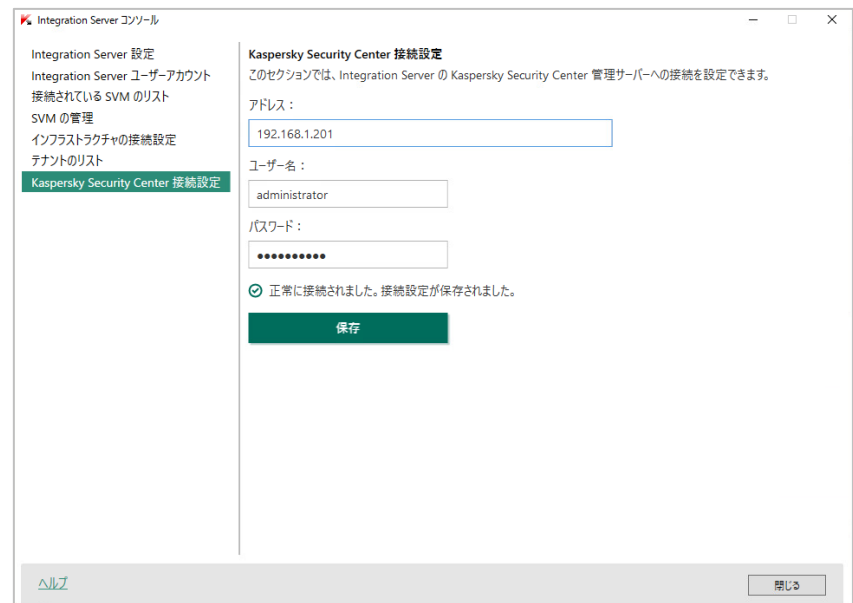 Integration Server コンソール
Integration Server 設定
Integration Server ユーザーアカウント
接続されている SVM のリスト
SVM の管理
インフラストラクチャの接続設定
テナントのリスト
Kaspersky Security Center 接続設定
Kaspersky Security Center 接続設定
このセクションでは、Integration Server の Kaspersky Security Center 管理サーバーへの接続を設定できます。
アドレス：
192.168.1.201
ユーザー名：
administrator
パスワード：
●●●●●●●●●●
正常に接続されました。接続設定が保存されました。
保存
ヘルプ
閉じる